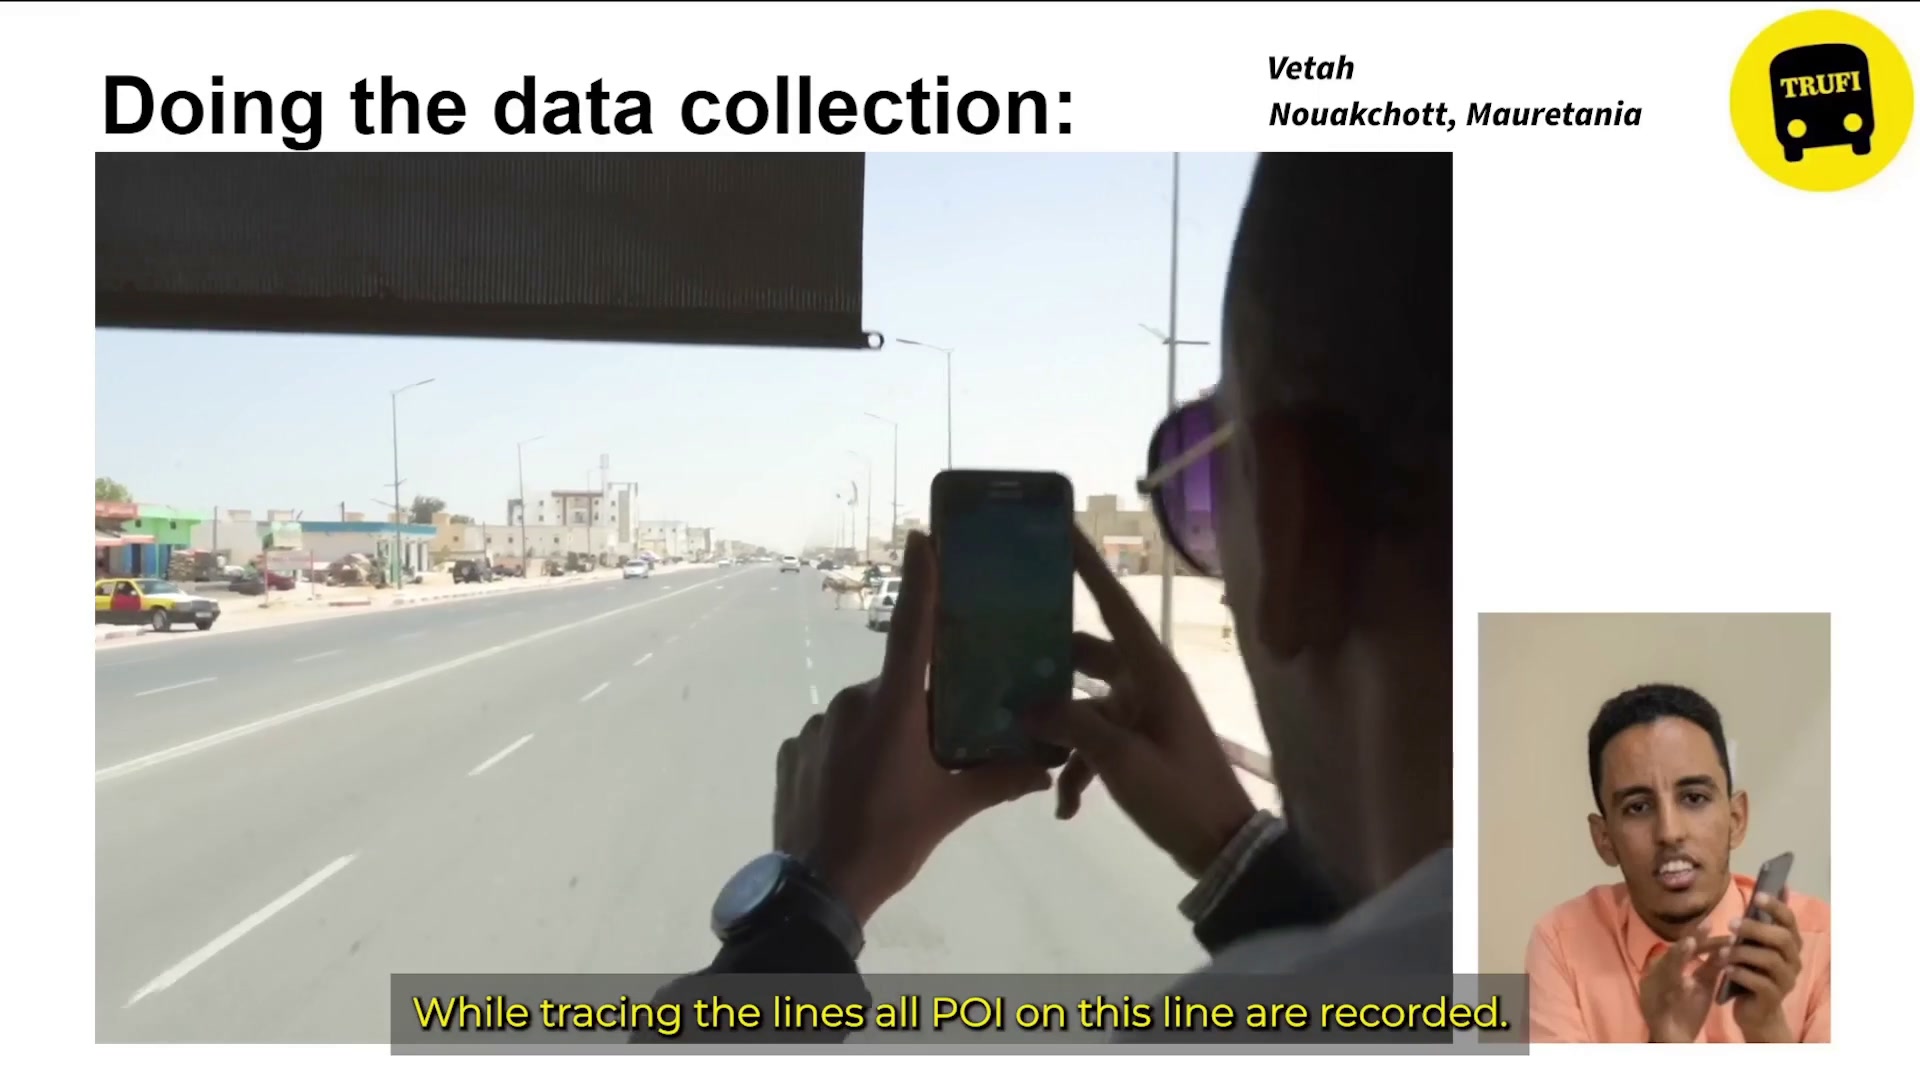 Doing the data collection:
Vetah
Nouakchott, Mauretania
TRUFI
While tracing the lines all POI on this line are recorded.